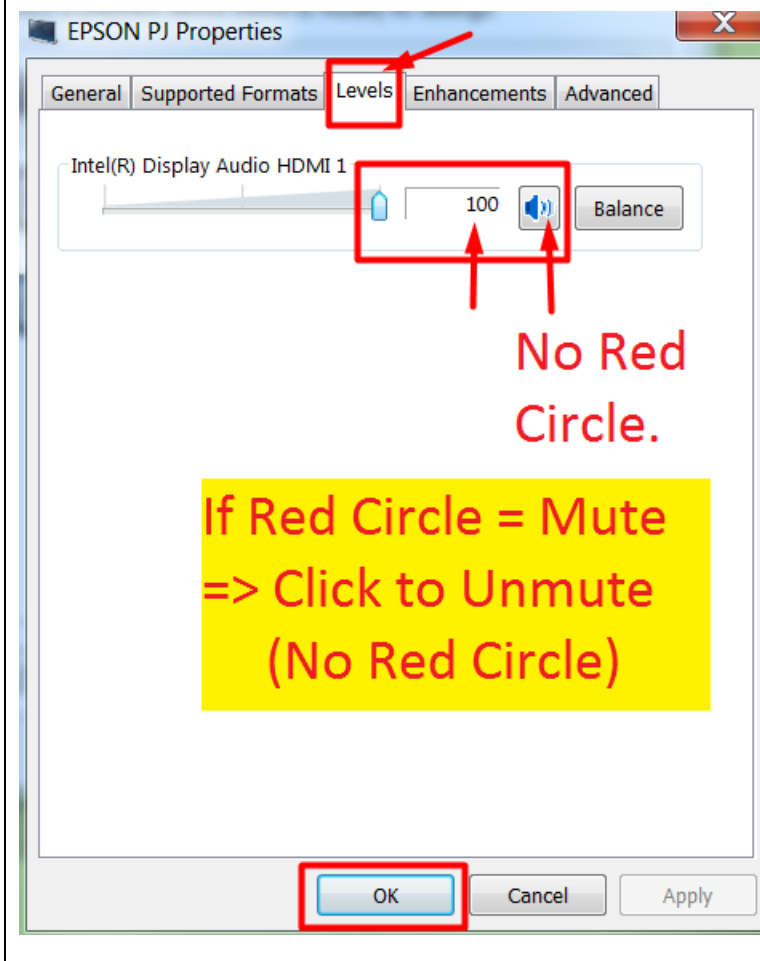 EPSON PJ Properties
General Supported Formats Levels Enhancements Advanced
Intel(R) Display Audio HDMI 1
100 Balance
No Red
Circle.
If Red Circle = Mute
=> Click to Unmute
(No Red Circle)
OK Cancel Apply